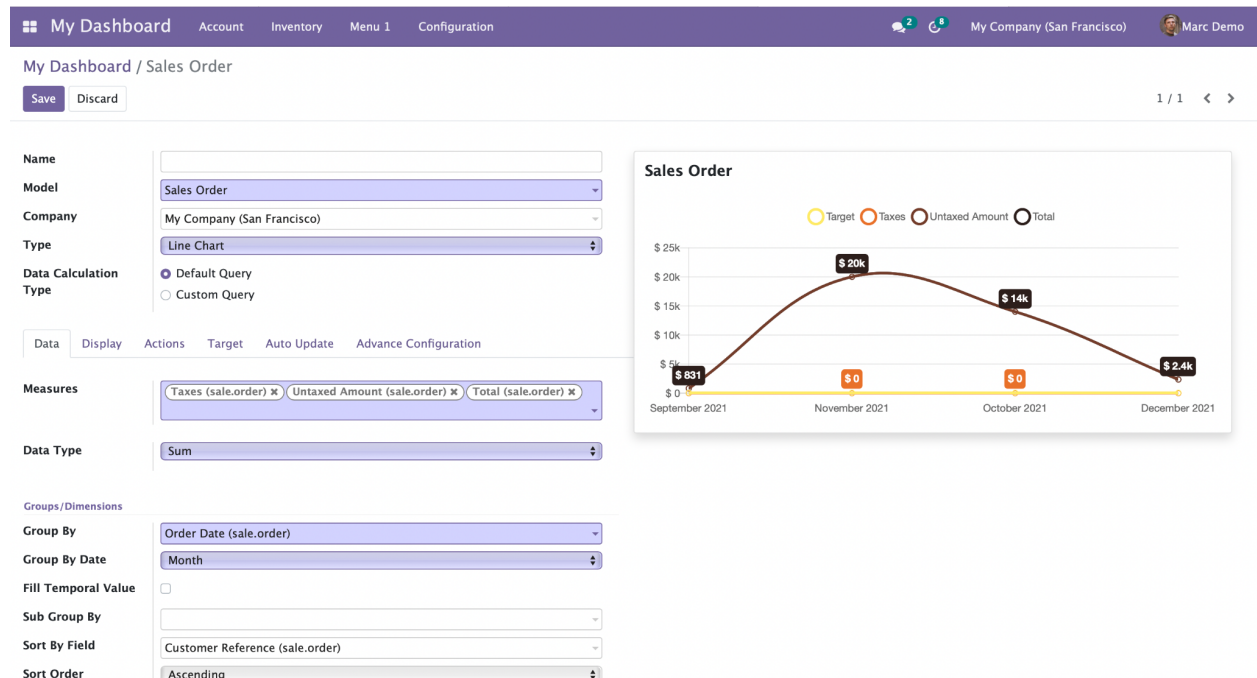 My Dashboard Account Inventory Menu 1 Configuration 2 8 My Company (San Francisco) Marc Demo
My Dashboard / Sales Order
Save Discard 1 / 1
Name
Model Sales Order
Company My Company (San Francisco)
Type Line Chart
Data Calculation Type
Default Query
Custom Query
Data Display Actions Target Auto Update Advance Configuration
Measures Taxes (sale.order) Untaxed Amount (sale.order) Total (sale.order)
Data Type Sum
Groups/Dimensions
Group By Order Date (sale.order)
Group By Date Month
Fill Temporal Value
Sub Group By
Sort By Field Customer Reference (sale.order)
Sort Order Ascending
Sales Order
Target Taxes Untaxed Amount Total
$ 25k
$ 20k
$ 15k
$ 10k
$ 5k
$ 0
$ 831
$ 20k
$ 14k
$ 2.4k
$ 0
$ 0
September 2021 November 2021 October 2021 December 2021